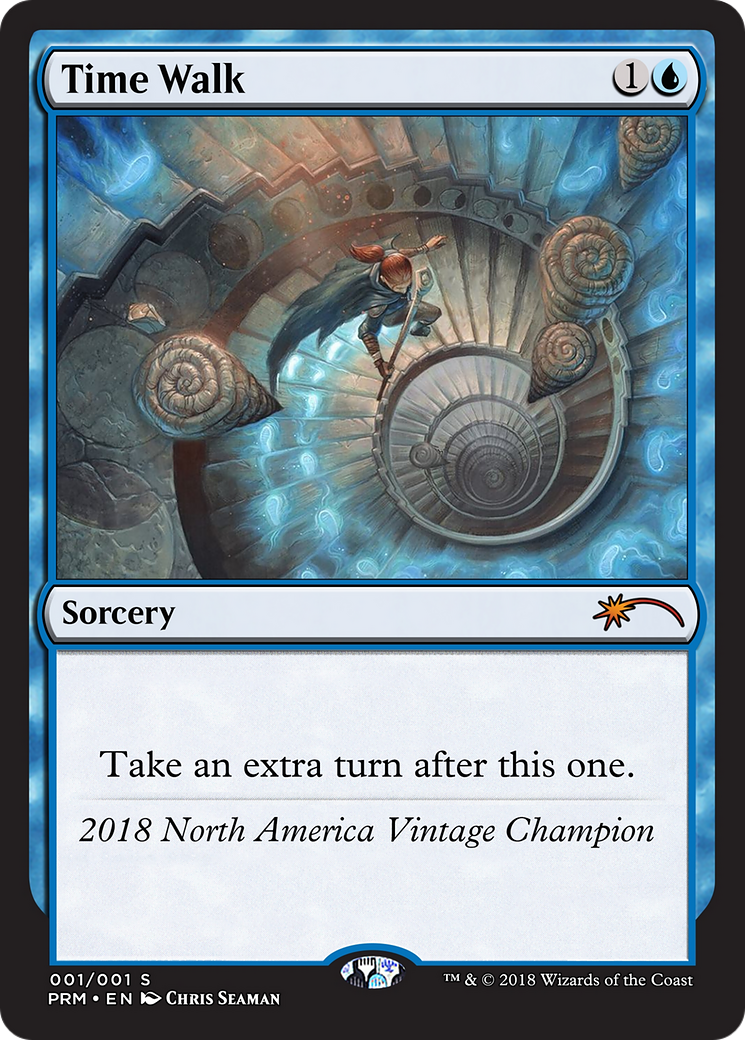 Time Walk 1
Sorcery
Take an extra turn after this one.
2018 North America Vintage Champion
001/001 S
PRM • EN Chris Seaman
™ & © 2018 Wizards of the Coast